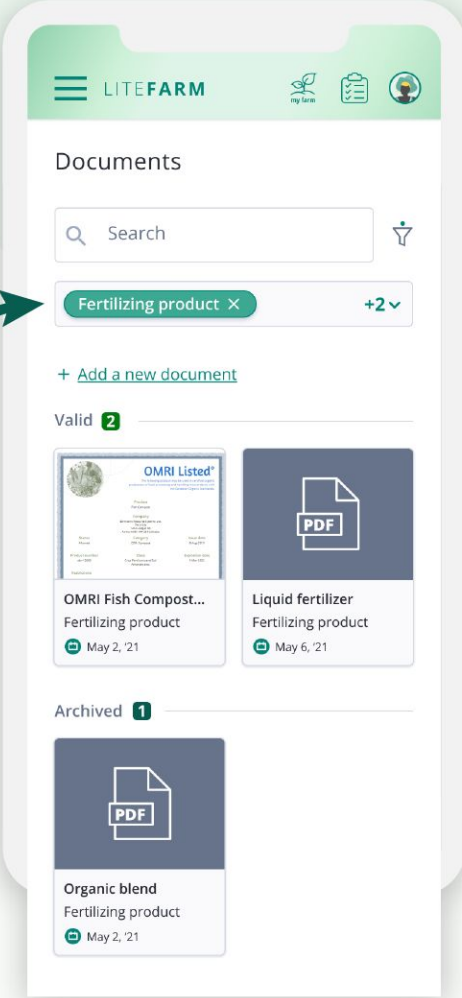 LITEFARM
my farm
Documents
Search
Fertilizing product ×
+2
+ Add a new document
Valid 2
OMRI Listed®
PDF
OMRI Fish Compost...
Fertilizing product
May 2, '21
Liquid fertilizer
Fertilizing product
May 6, '21
Archived 1
PDF
Organic blend
Fertilizing product
May 2, '21